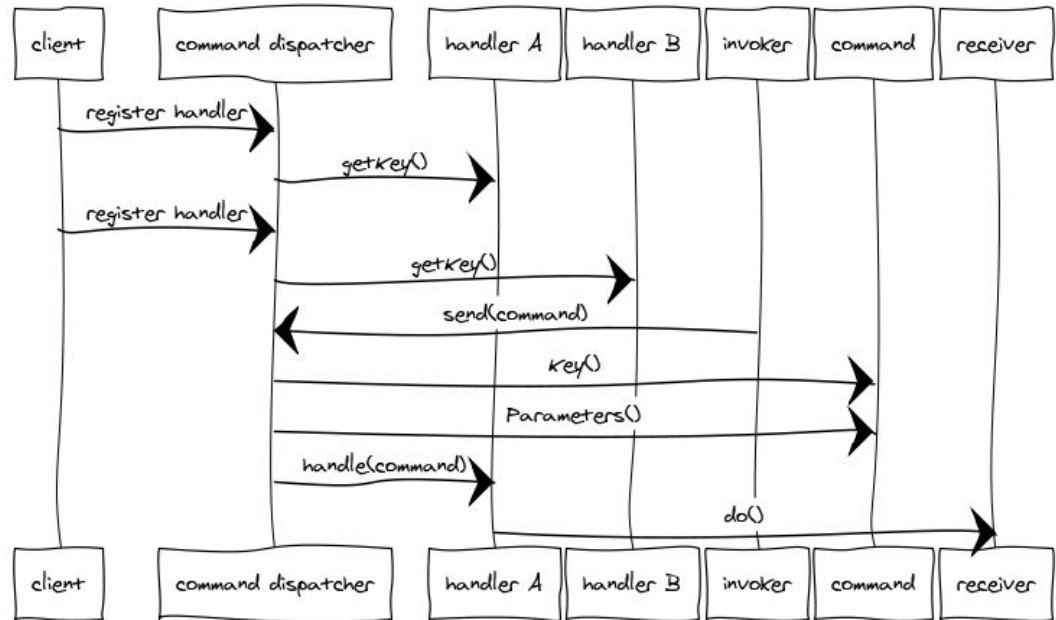 client command dispatcher handler A handler B invoker command receiver
register handler
getKey()
register handler
getKey()
send(command)
key()
Parameters()
handle(command)
do()
client command dispatcher handler A handler B invoker command receiver